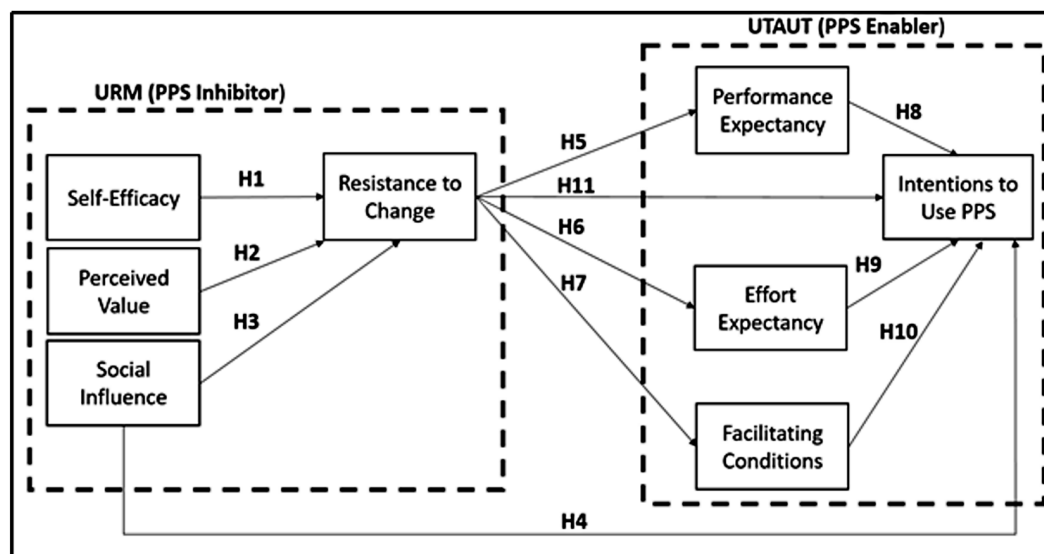 UTAUT (PPS Enabler)
URM (PPS Inhibitor)
Performance
Expectancy
H8
H5
Self-Efficacy
H1
Resistance to
Change
H11
Intentions to
Use PPS
H2
H6
Perceived
Value
H9
H7
Effort
Expectancy
H3
H10
Social
Influence
Facilitating
Conditions
H4